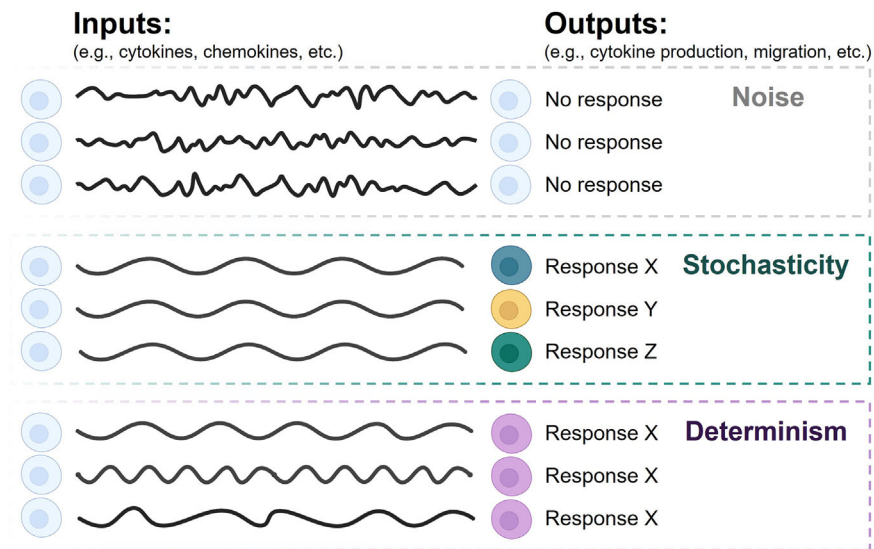 Inputs:
(e.g., cytokines, chemokines, etc.)
Outputs:
(e.g., cytokine production, migration, etc.)
No response
Noise
No response
No response
Response X
Stochasticity
Response Y
Response Z
Response X
Determinism
Response X
Response X